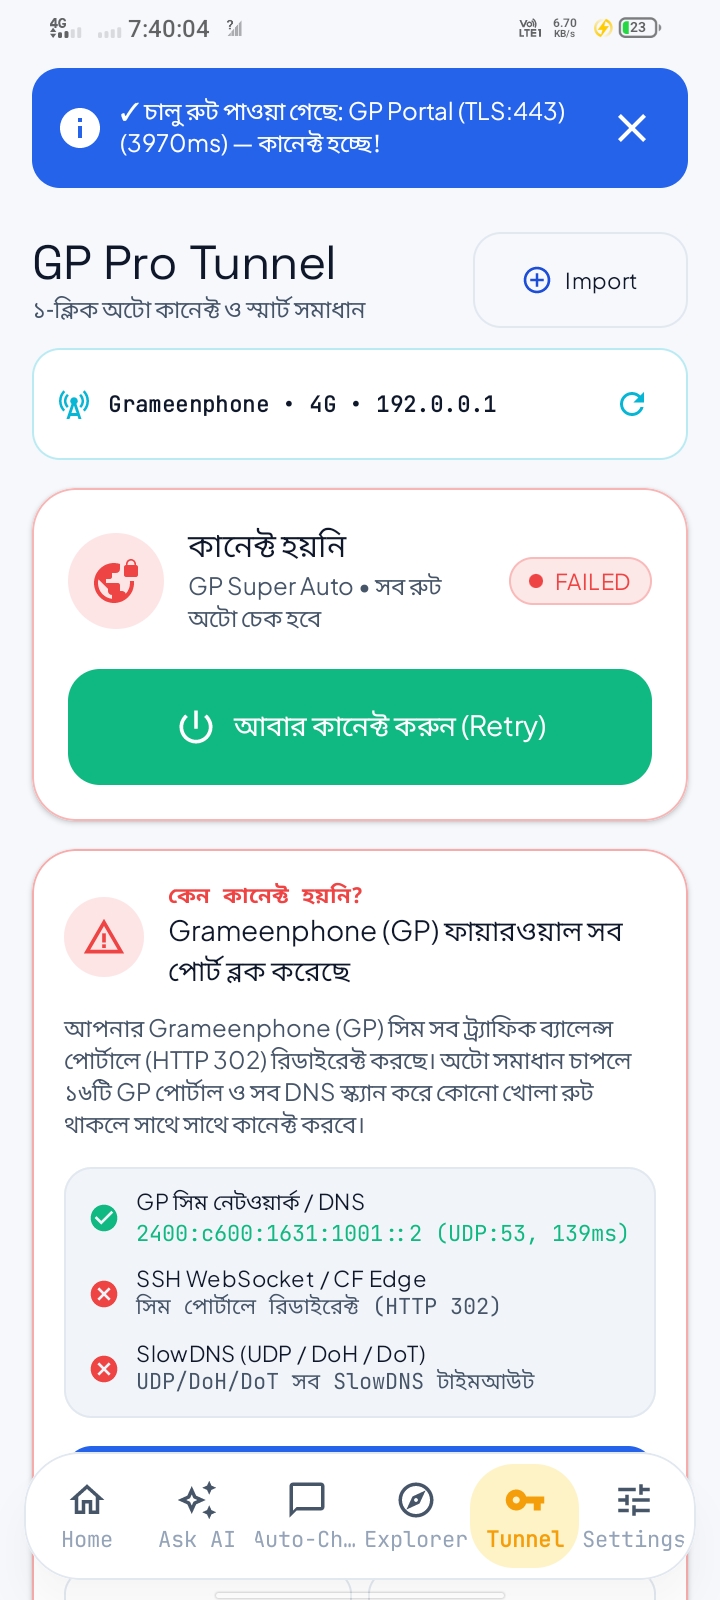 4G 7:40:04 ?
Vo) LTE1 6.70 KB/s 23
✓ চালু রুট পাওয়া গেছে: GP Portal (TLS:443)
(3970ms) — কানেক্ট হচ্ছে!
GP Pro Tunnel
১-ক্লিক অটো কানেক্ট ও স্মার্ট সমাধান
Import
Grameenphone • 4G • 192.0.0.1
কানেক্ট হয়নি
GP Super Auto • সব রুট
অটো চেক হবে
FAILED
আবার কানেক্ট করুন (Retry)
কেন কানেক্ট হয়নি?
Grameenphone (GP) ফায়ারওয়াল সব
পোর্ট ব্লক করেছে
আপনার Grameenphone (GP) সিম সব ট্র্যাফিক ব্যালেন্স
পোর্টালে (HTTP 302) রিডাইরেক্ট করছে। অটো সমাধান চাপলে
১৬টি GP পোর্টাল ও সব DNS স্ক্যান করে কোনো খোলা রুট
থাকলে সাথে সাথে কানেক্ট করবে।
GP সিম নেটওয়ার্ক / DNS
2400:c600:1631:1001::2 (UDP:53, 139ms)
SSH WebSocket / CF Edge
সিম পোর্টালে রিডাইরেক্ট (HTTP 302)
SlowDNS (UDP / DoH / DoT)
UDP/DoH/DoT সব SlowDNS টাইমআউট
Home Ask AI Auto-Ch… Explorer Tunnel Settings